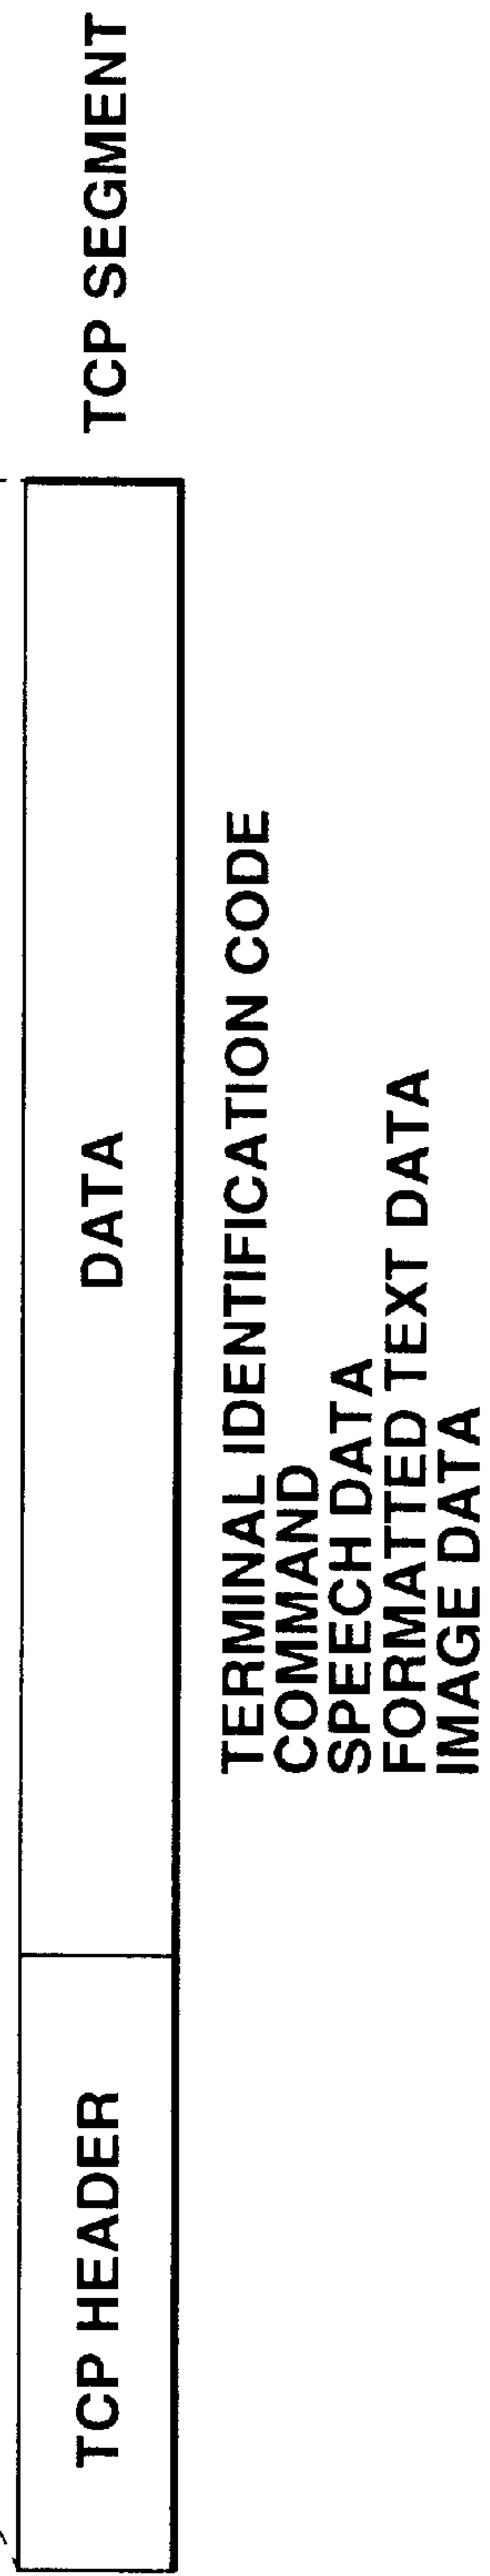 TCP HEADER
DATA
TCP SEGMENT
TERMINAL IDENTIFICATION CODE
COMMAND
SPEECH DATA
FORMATTED TEXT DATA
IMAGE DATA